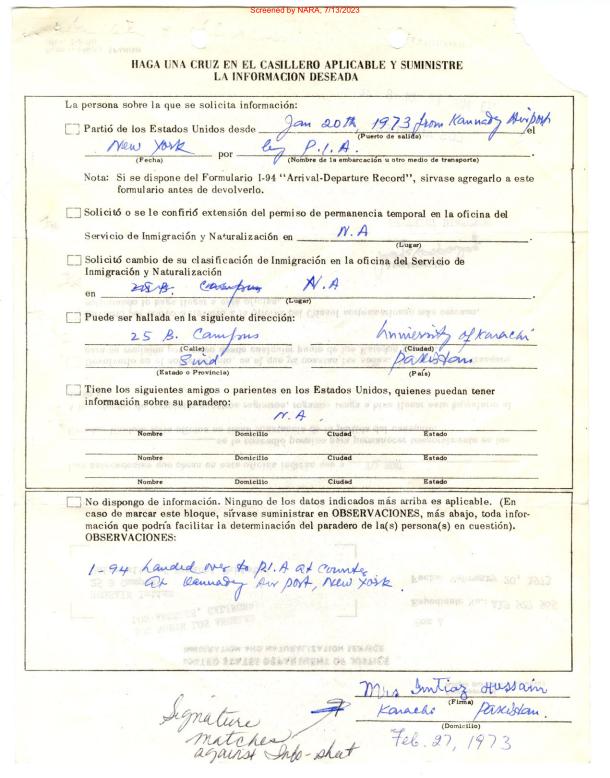 Screened by NARA, 7/13/2023
HAGA UNA CRUZ EN EL CASILLERO APLICABLE Y SUMINISTRE
LA INFORMACION DESEADA
La persona sobre la que se solicita información:
Partió de los Estados Unidos desde Jan 20th, 1973 from Kannady Airport el
(Puerto de salida)
New York por by P.I.A.
(Fecha) (Nombre de la embarcación u otro medio de transporte)
Nota: Si se dispone del Formulario I-94 "Arrival-Departure Record", sírvase agregarlo a este
formulario antes de devolverlo.
Solicitó o se le confirió extensión del permiso de permanencia temporal en la oficina del
Servicio de Inmigración y Naturalización en N.A
(Lugar)
Solicitó cambio de su clasificación de Inmigración en la oficina del Servicio de
Inmigración y Naturalización
en 25 B. Campus N.A
(Lugar)
Puede ser hallada en la siguiente dirección:
25 B. Campus University of Karachi
(Calle) (Ciudad)
Sind Pakistan
(Estado o Provincia) (País)
Tiene los siguientes amigos o parientes en los Estados Unidos, quienes puedan tener
información sobre su paradero:
N.A.
Nombre Domicilio Ciudad Estado
Nombre Domicilio Ciudad Estado
Nombre Domicilio Ciudad Estado
No dispongo de información. Ninguno de los datos indicados más arriba es aplicable. (En
caso de marcar este bloque, sírvase suministrar en OBSERVACIONES, más abajo, toda infor-
mación que podría facilitar la determinación del paradero de la(s) persona(s) en cuestión).
OBSERVACIONES:
1-94 handed over to P.I.A at Counter
at Kannady Air port, New York.
Mrs Imtiaz Hussain
(Firma)
Karachi Pakistan.
(Domicilio)
Feb. 27, 1973
Signature
matches
against Info-sheet